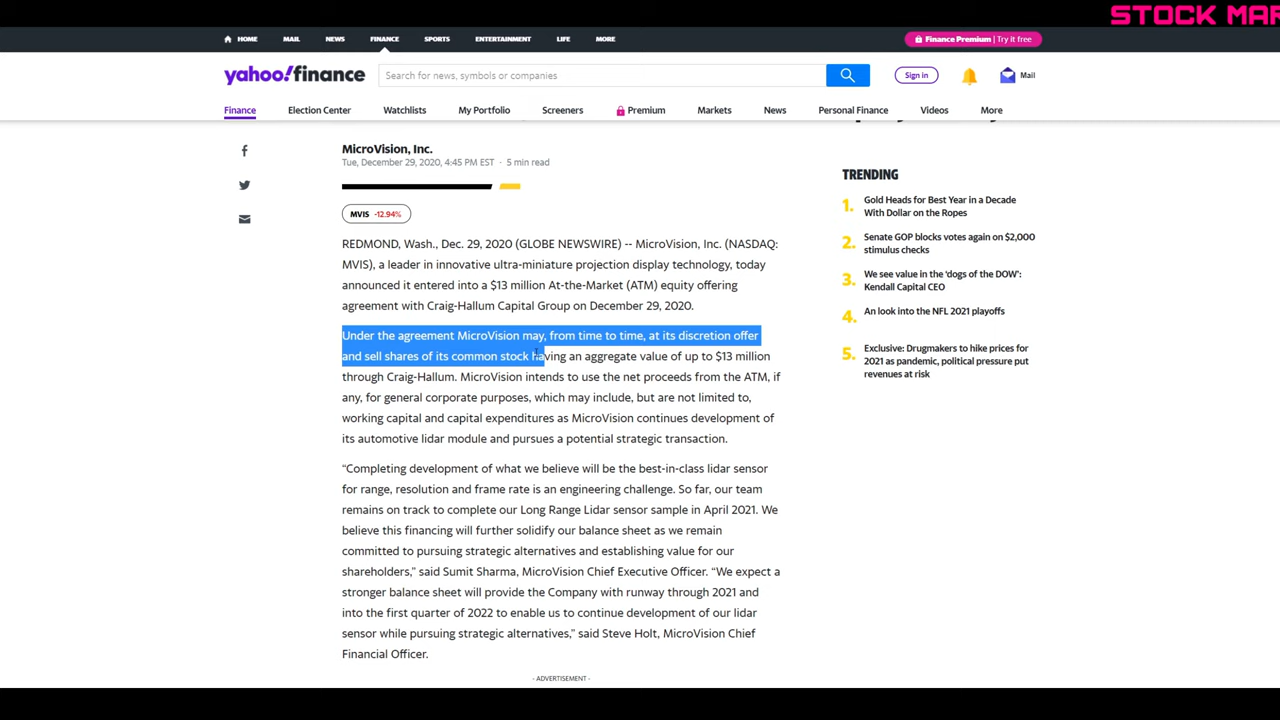 STOCK MAR
HOME MAIL NEWS FINANCE SPORTS ENTERTAINMENT LIFE MORE
Finance Premium | Try it free
yahoo!finance
Search for news, symbols or companies
Sign in
Mail
Finance Election Center Watchlists My Portfolio Screeners Premium Markets News Personal Finance Videos More
MicroVision, Inc.
Tue, December 29, 2020, 4:45 PM EST · 5 min read
MVIS -12.94%
REDMOND, Wash., Dec. 29, 2020 (GLOBE NEWSWIRE) -- MicroVision, Inc. (NASDAQ:
MVIS), a leader in innovative ultra-miniature projection display technology, today
announced it entered into a $13 million At-the-Market (ATM) equity offering
agreement with Craig-Hallum Capital Group on December 29, 2020.
Under the agreement MicroVision may, from time to time, at its discretion offer
and sell shares of its common stock having an aggregate value of up to $13 million
through Craig-Hallum. MicroVision intends to use the net proceeds from the ATM, if
any, for general corporate purposes, which may include, but are not limited to,
working capital and capital expenditures as MicroVision continues development of
its automotive lidar module and pursues a potential strategic transaction.
“Completing development of what we believe will be the best-in-class lidar sensor
for range, resolution and frame rate is an engineering challenge. So far, our team
remains on track to complete our Long Range Lidar sensor sample in April 2021. We
believe this financing will further solidify our balance sheet as we remain
committed to pursuing strategic alternatives and establishing value for our
shareholders,” said Sumit Sharma, MicroVision Chief Executive Officer. “We expect a
stronger balance sheet will provide the Company with runway through 2021 and
into the first quarter of 2022 to enable us to continue development of our lidar
sensor while pursuing strategic alternatives,” said Steve Holt, MicroVision Chief
Financial Officer.
- ADVERTISEMENT -
TRENDING
1. Gold Heads for Best Year in a Decade
With Dollar on the Ropes
2. Senate GOP blocks votes again on $2,000
stimulus checks
3. We see value in the ‘dogs of the DOW’:
Kendall Capital CEO
4. An look into the NFL 2021 playoffs
5. Exclusive: Drugmakers to hike prices for
2021 as pandemic, political pressure put
revenues at risk